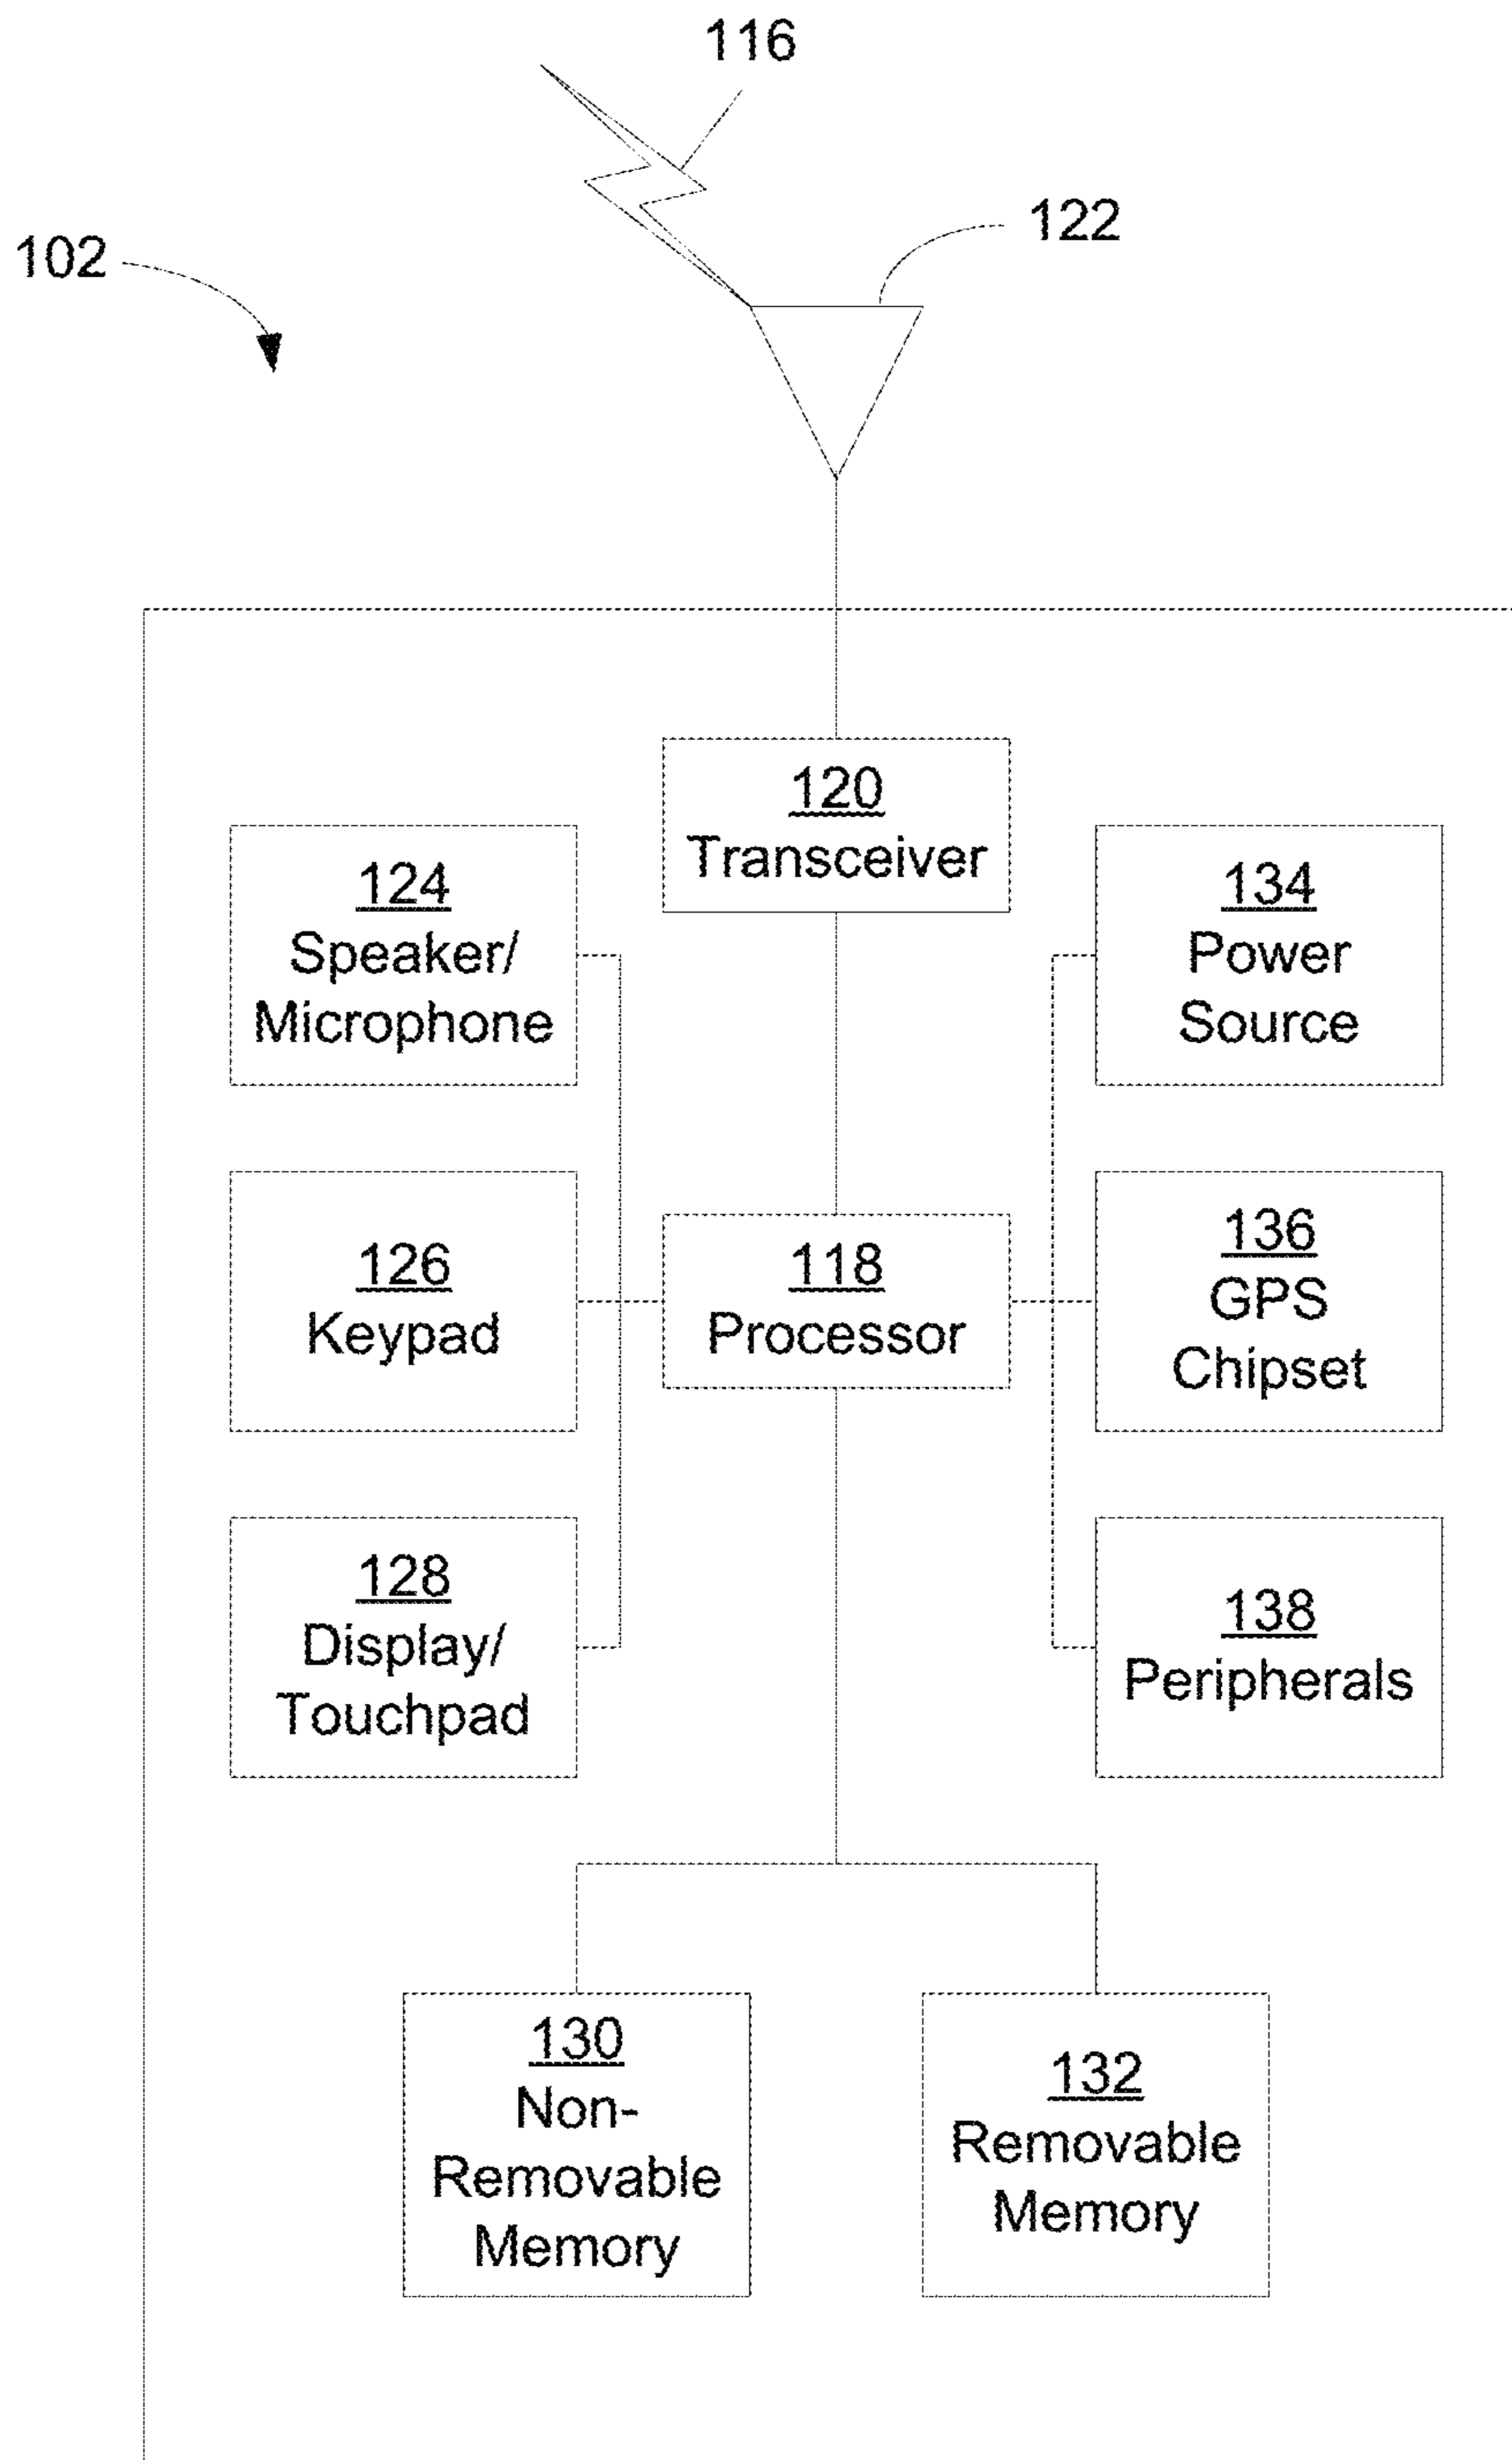 116
122
102
120
Transceiver
124
Speaker/
Microphone
134
Power
Source
126
Keypad
118
Processor
136
GPS
Chipset
128
Display/
Touchpad
138
Peripherals
130
Non-
Removable
Memory
132
Removable
Memory